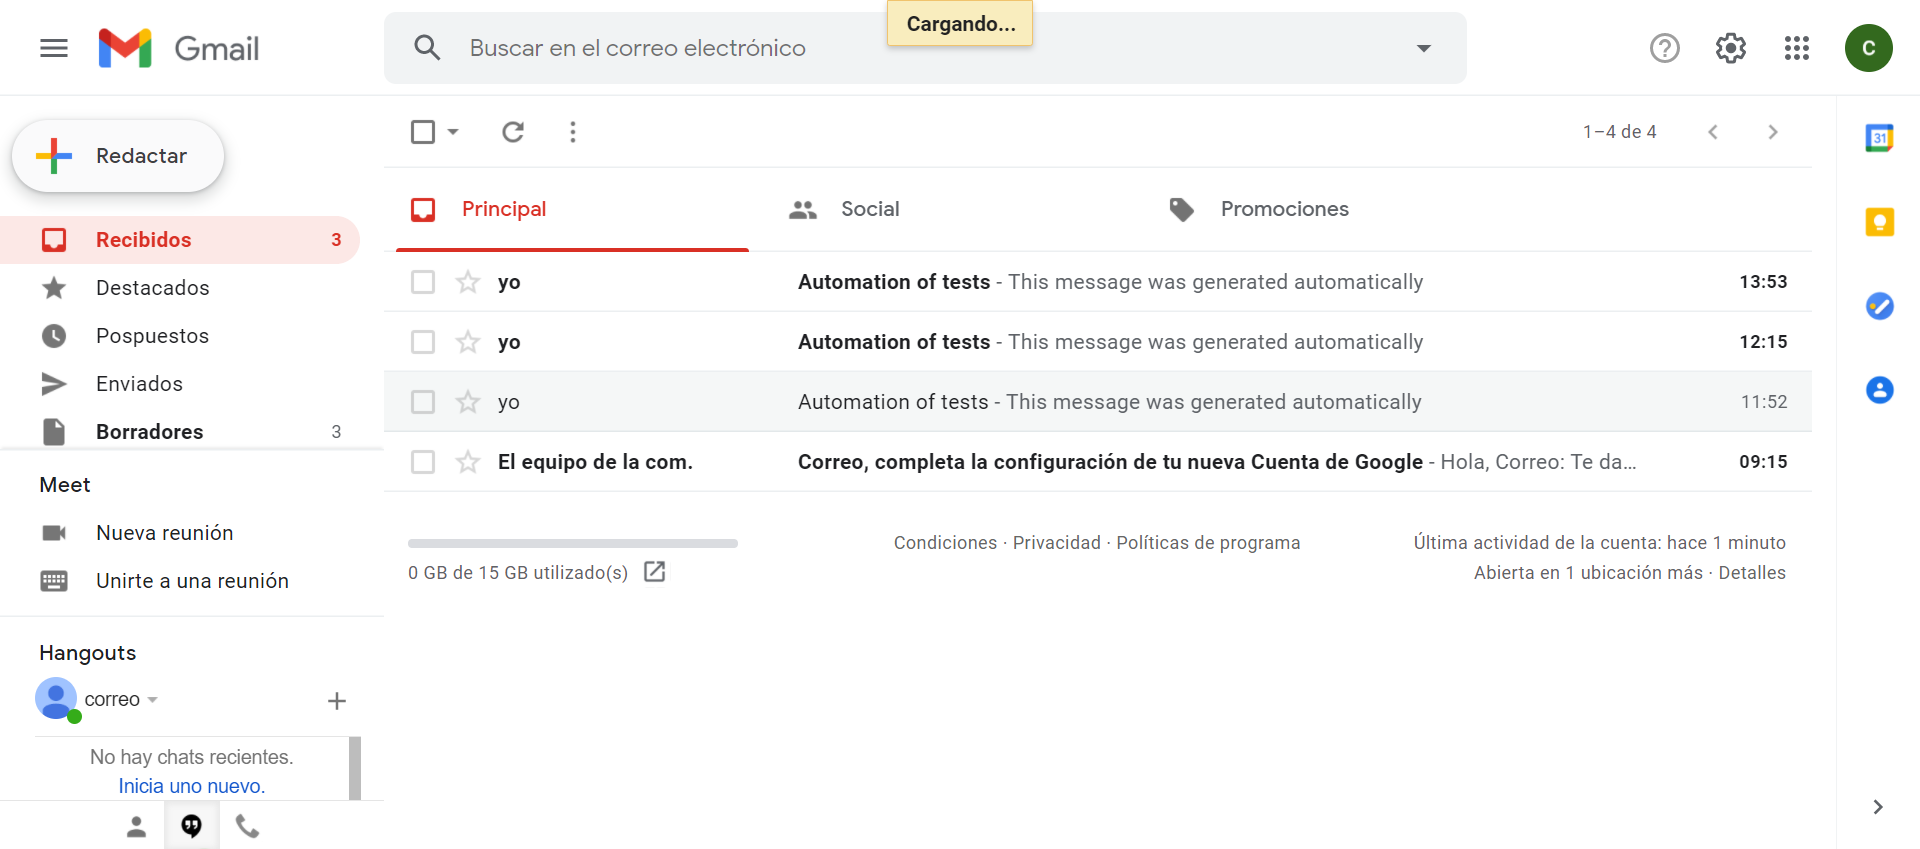 Cargando...
Gmail
Buscar en el correo electrónico
C
Redactar
1–4 de 4
31
Principal
Social
Promociones
Recibidos 3
Destacados
Pospuestos
Enviados
Borradores 3
yo Automation of tests - This message was generated automatically 13:53
yo Automation of tests - This message was generated automatically 12:15
yo Automation of tests - This message was generated automatically 11:52
El equipo de la com. Correo, completa la configuración de tu nueva Cuenta de Google - Hola, Correo: Te da... 09:15
Meet
Nueva reunión
Unirte a una reunión
0 GB de 15 GB utilizado(s)
Condiciones · Privacidad · Políticas de programa
Última actividad de la cuenta: hace 1 minuto
Abierta en 1 ubicación más · Detalles
Hangouts
correo
No hay chats recientes.
Inicia uno nuevo.